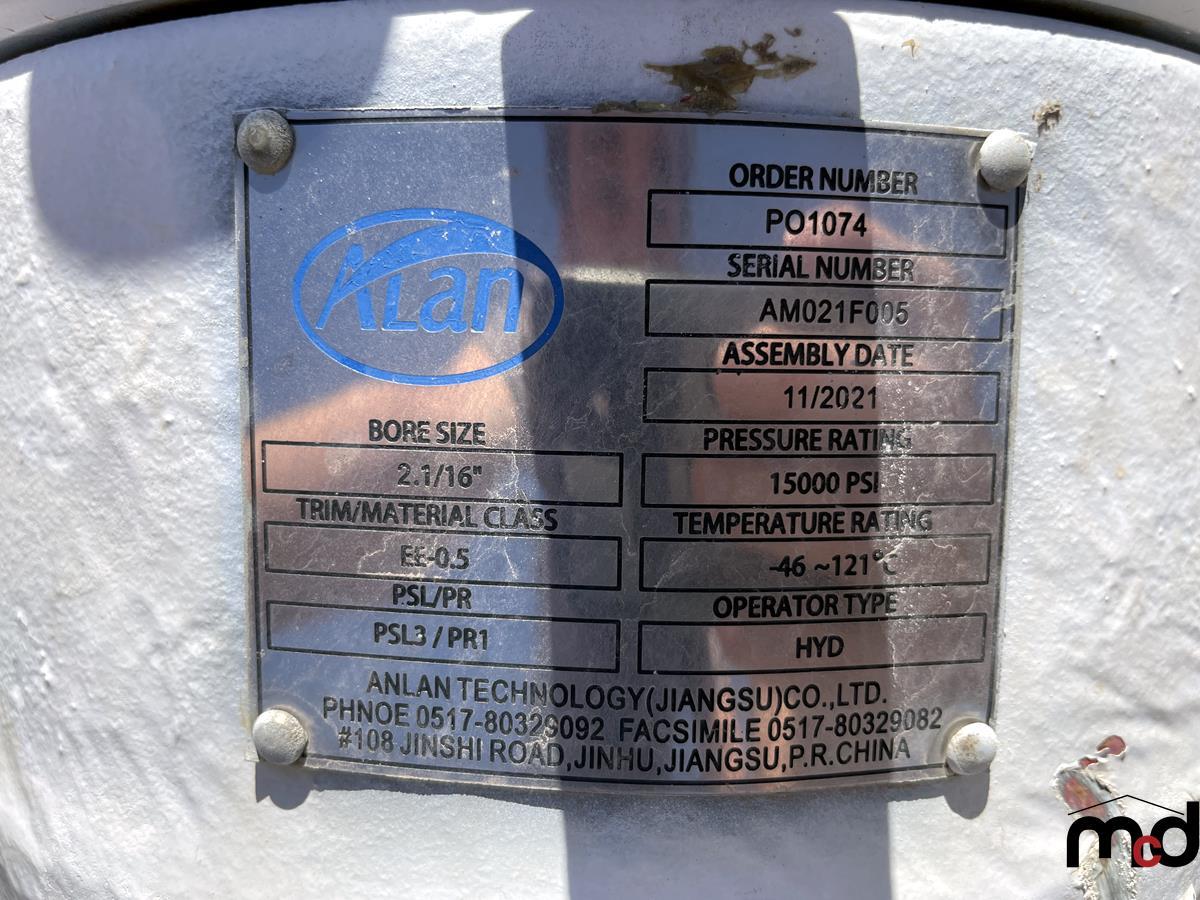 ALan
ORDER NUMBER
PO1074
SERIAL NUMBER
AM021F005
ASSEMBLY DATE
11/2021
BORE SIZE
2.1/16"
PRESSURE RATING
15000 PSI
TRIM/MATERIAL CLASS
EE-0.5
TEMPERATURE RATING
-46 ~121°C
PSL/PR
PSL3 / PR1
OPERATOR TYPE
HYD
ANLAN TECHNOLOGY(JIANGSU)CO.,LTD.
PHNOE 0517-80329092 FACSIMILE 0517-80329082
#108 JINSHI ROAD,JINHU,JIANGSU,P.R.CHINA
mcd